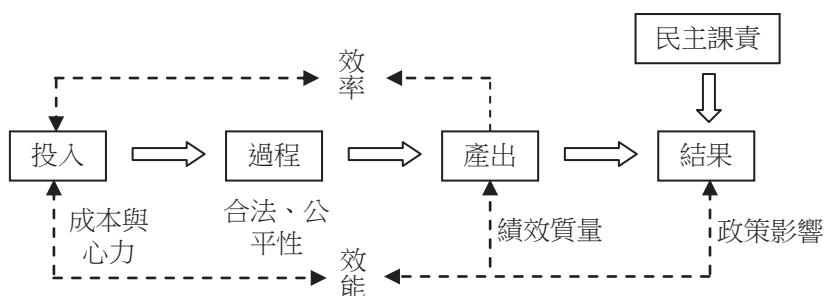 民主課責
效
率
投入
過程
產出
結果
成本與
心力
合法、公
平性
績效質量
政策影響
效
能